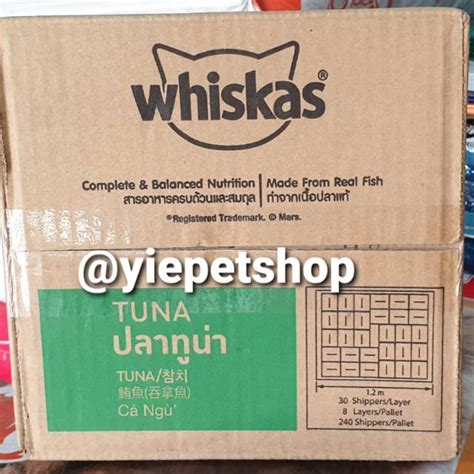 whiskas®
Complete & Balanced Nutrition | Made From Real Fish
สารอาหารครบถ้วนและสมดุล | ทำจากเนื้อปลาแท้
®Registered Trademark. © Mars.
@yiepetshop
TUNA
ปลาทูน่า
TUNA/참치
鮪魚(吞拿魚)
Cá Ngừ
1.2 m
30 Shippers/Layer
8 Layers/Pallet
240 Shippers/Pallet